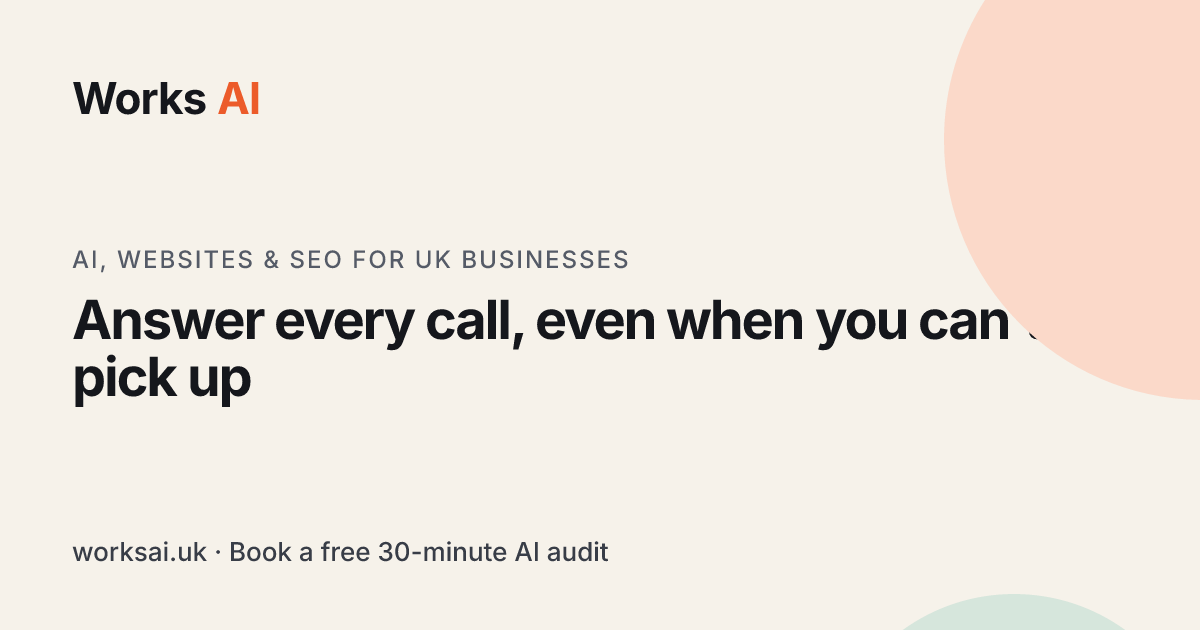 Works AI
AI, WEBSITES & SEO FOR UK BUSINESSES
Answer every call, even when you can
pick up
worksai.uk · Book a free 30-minute AI audit